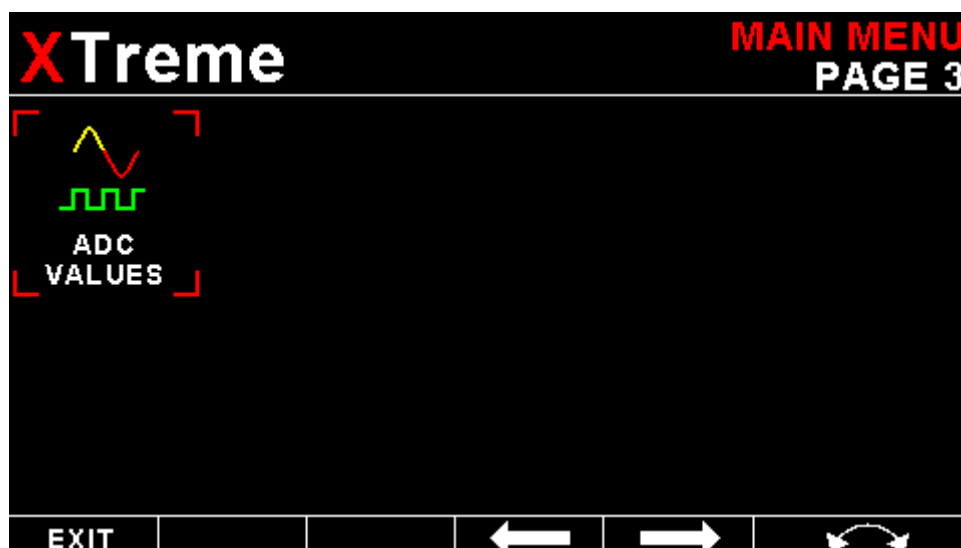 XTreme
MAIN MENU
PAGE 3
ADC
VALUES
EXIT